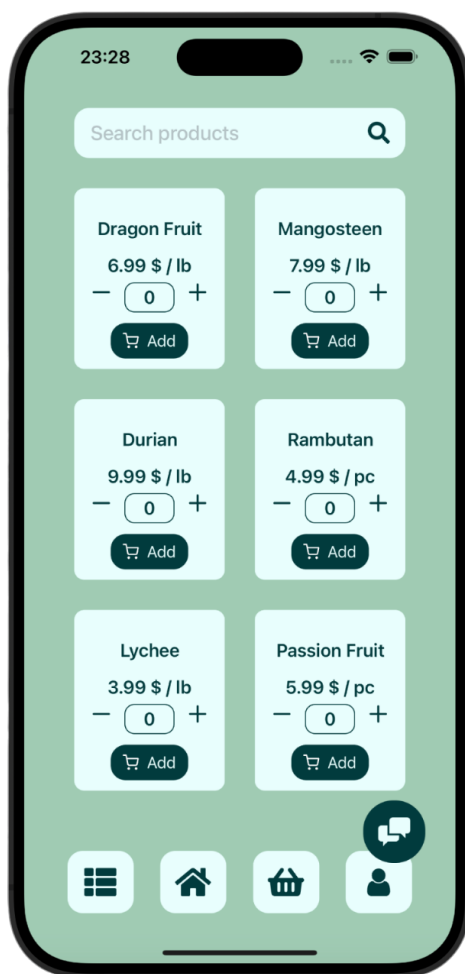 23:28
Search products
Dragon Fruit
6.99 $ / lb
0
Add
Mangosteen
7.99 $ / lb
0
Add
Durian
9.99 $ / lb
0
Add
Rambutan
4.99 $ / pc
0
Add
Lychee
3.99 $ / lb
0
Add
Passion Fruit
5.99 $ / pc
0
Add